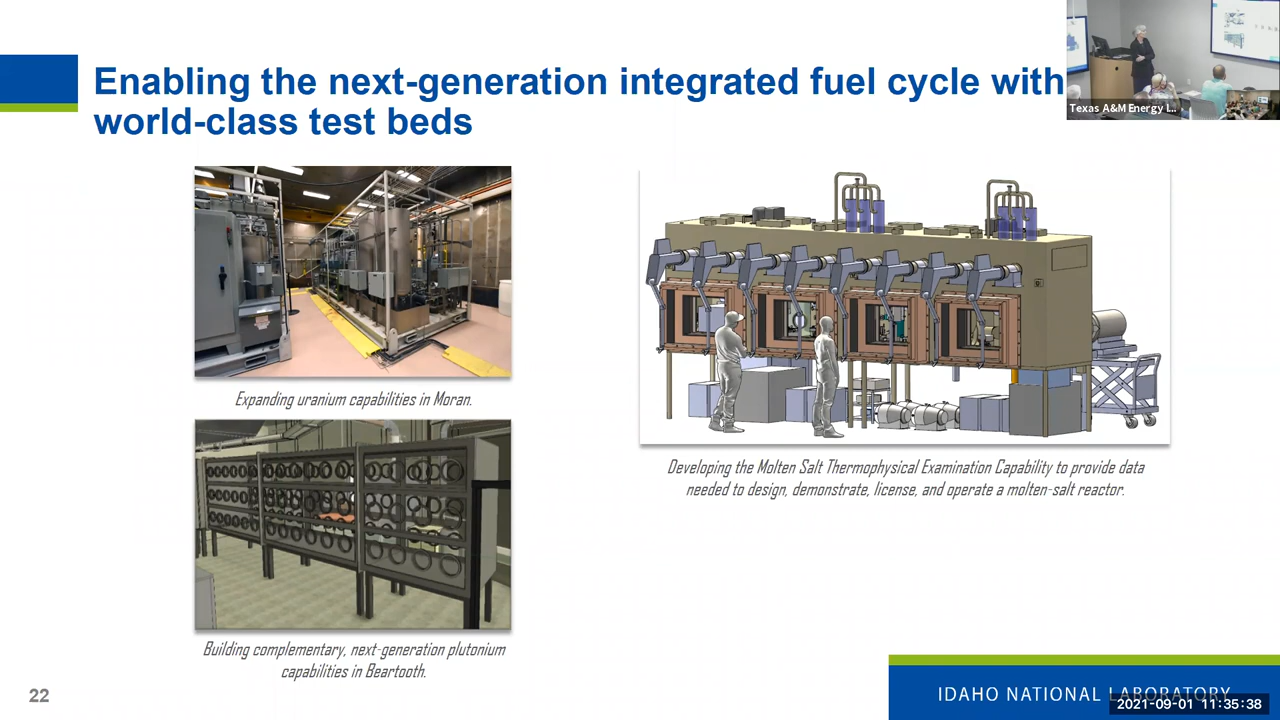 Enabling the next-generation integrated fuel cycle with
world-class test beds
Texas A&M Energy I...
Expanding uranium capabilities in Moran.
Developing the Molten Salt Thermophysical Examination Capability to provide data
needed to design, demonstrate, license, and operate a molten-salt reactor.
Building complementary, next-generation plutonium
capabilities in Beartooth.
22
IDAHO NATIONAL LABORATORY
2021-09-01 11:35:38